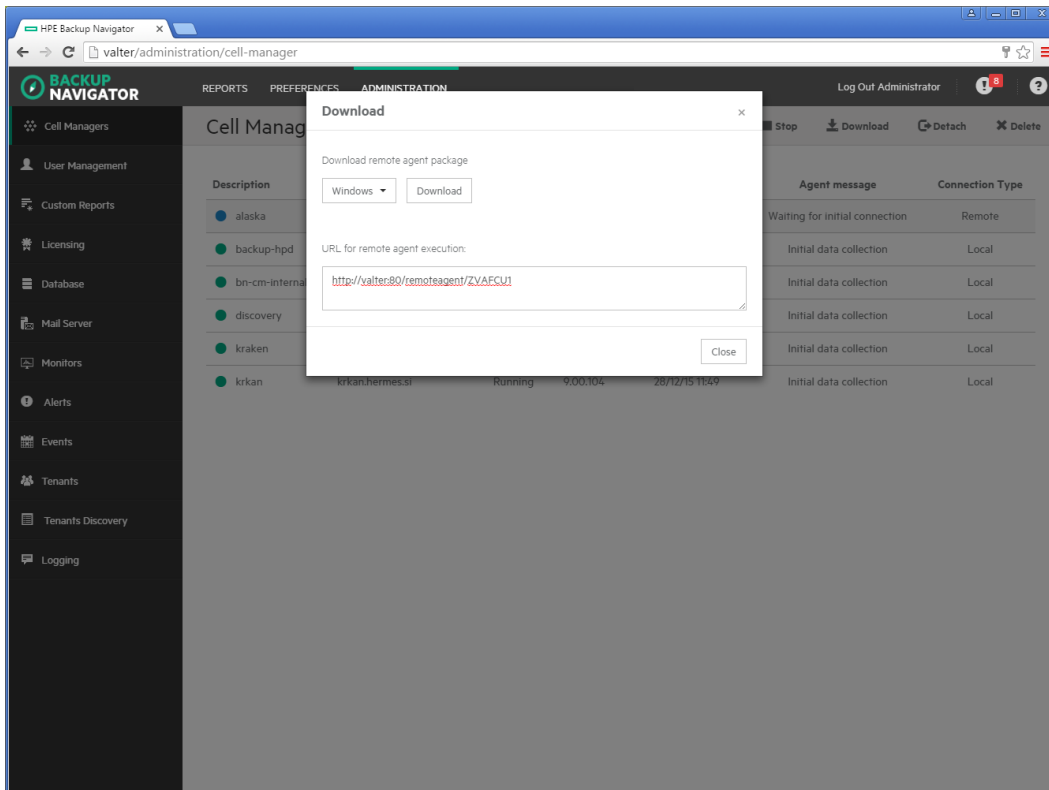 HPE Backup Navigator
valter/administration/cell-manager
BACKUP
NAVIGATOR
REPORTS PREFERENCES ADMINISTRATION Log Out Administrator 8
Cell Managers
User Management
Custom Reports
Licensing
Database
Mail Server
Monitors
Alerts
Events
Tenants
Tenants Discovery
Logging
Cell Manag
Stop Download Detach Delete
Download
Download remote agent package
Windows Download
URL for remote agent execution:
http://valter:80/remoteagent/ZVAFCU1
Close
Description Agent message Connection Type
alaska Waiting for initial connection Remote
backup-hpd Initial data collection Local
bn-cm-internal Initial data collection Local
discovery Initial data collection Local
kraken Initial data collection Local
krkan krkan.hermes.si Running 9.00.104 28/12/15 11:49 Initial data collection Local